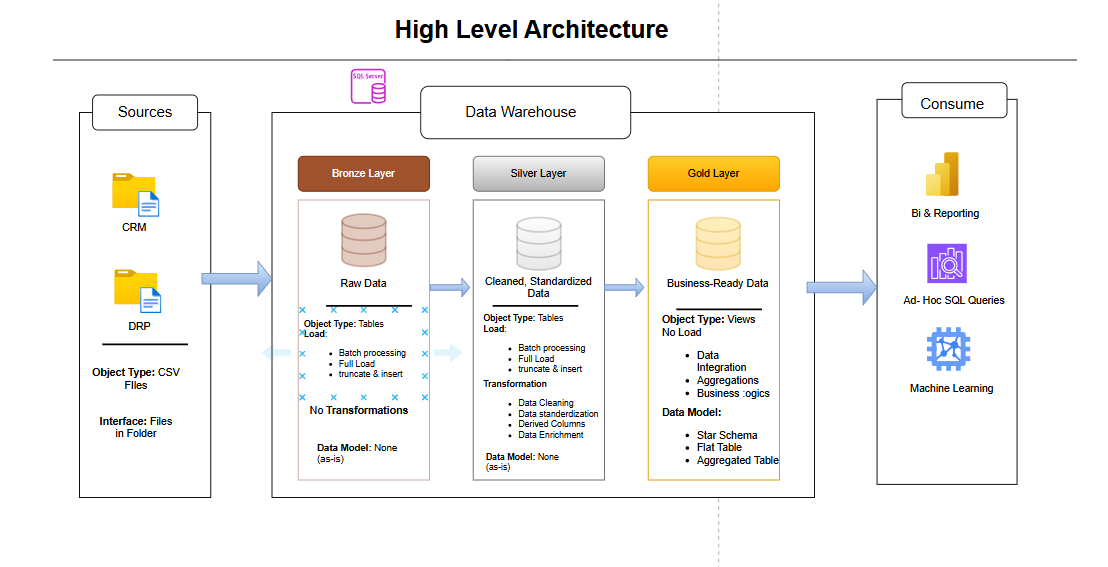 High Level Architecture
SQL Server
Sources
Data Warehouse
Consume
CRM
DRP
Object Type: CSV
FIles
Interface: Files
in Folder
Bronze Layer
Raw Data
Object Type: Tables
Load:
Batch processing
Full Load
truncate & insert
No Transformations
Data Model: None
(as-is)
Silver Layer
Cleaned, Standardized
Data
Object Type: Tables
Load:
Batch processing
Full Load
truncate & insert
Transformation
Data Cleaning
Data standerdization
Derived Columns
Data Enrichment
Data Model: None
(as-is)
Gold Layer
Business-Ready Data
Object Type: Views
No Load
Data
Integration
Aggregations
Business :ogics
Data Model:
Star Schema
Flat Table
Aggregated Table
Bi & Reporting
Ad- Hoc SQL Queries
Machine Learning